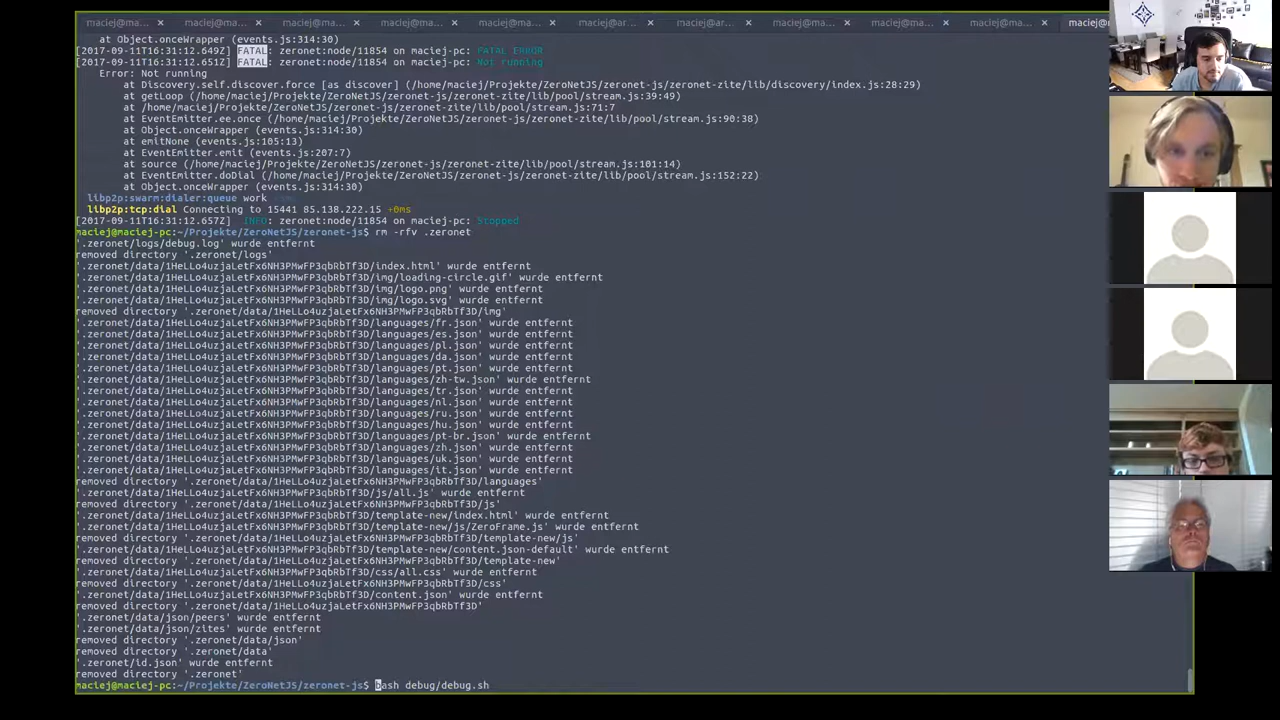 maciej@ma... × maciej@ma... × maciej@ma... × maciej@ma... × maciej@ma... × maciej@ar... × maciej@ar... × maciej@ma... × maciej@ma... × maciej@ma... × maciej@m
at Object.onceWrapper (events.js:314:30)
[2017-09-11T16:31:12.649Z] FATAL: zeronet:node/11854 on maciej-pc: FATAL ERROR
[2017-09-11T16:31:12.651Z] FATAL: zeronet:node/11854 on maciej-pc: Not running
Error: Not running
at Discovery.self.discover.force [as discover] (/home/maciej/Projekte/ZeroNetJS/zeronet-js/zeronet-zite/lib/discovery/index.js:28:29)
at getLoop (/home/maciej/Projekte/ZeroNetJS/zeronet-js/zeronet-zite/lib/pool/stream.js:39:49)
at /home/maciej/Projekte/ZeroNetJS/zeronet-js/zeronet-zite/lib/pool/stream.js:71:7
at EventEmitter.ee.once (/home/maciej/Projekte/ZeroNetJS/zeronet-js/zeronet-zite/lib/pool/stream.js:90:38)
at Object.onceWrapper (events.js:314:30)
at emitNone (events.js:105:13)
at EventEmitter.emit (events.js:207:7)
at source (/home/maciej/Projekte/ZeroNetJS/zeronet-js/zeronet-zite/lib/pool/stream.js:101:14)
at EventEmitter.doDial (/home/maciej/Projekte/ZeroNetJS/zeronet-js/zeronet-zite/lib/pool/stream.js:152:22)
at Object.onceWrapper (events.js:314:30)
libp2p:swarm:dialer:queue work
libp2p:tcp:dial Connecting to 15441 85.138.222.15 +0ms
[2017-09-11T16:31:12.657Z]  INFO: zeronet:node/11854 on maciej-pc: Stopped
maciej@maciej-pc:~/Projekte/ZeroNetJS/zeronet-js$ rm -rfv .zeronet
'.zeronet/logs/debug.log' wurde entfernt
removed directory '.zeronet/logs'
'.zeronet/data/1HeLLo4uzjaLetFx6NH3PMwFP3qbRbTf3D/index.html' wurde entfernt
'.zeronet/data/1HeLLo4uzjaLetFx6NH3PMwFP3qbRbTf3D/img/loading-circle.gif' wurde entfernt
'.zeronet/data/1HeLLo4uzjaLetFx6NH3PMwFP3qbRbTf3D/img/logo.png' wurde entfernt
'.zeronet/data/1HeLLo4uzjaLetFx6NH3PMwFP3qbRbTf3D/img/logo.svg' wurde entfernt
removed directory '.zeronet/data/1HeLLo4uzjaLetFx6NH3PMwFP3qbRbTf3D/img'
'.zeronet/data/1HeLLo4uzjaLetFx6NH3PMwFP3qbRbTf3D/languages/fr.json' wurde entfernt
'.zeronet/data/1HeLLo4uzjaLetFx6NH3PMwFP3qbRbTf3D/languages/es.json' wurde entfernt
'.zeronet/data/1HeLLo4uzjaLetFx6NH3PMwFP3qbRbTf3D/languages/pl.json' wurde entfernt
'.zeronet/data/1HeLLo4uzjaLetFx6NH3PMwFP3qbRbTf3D/languages/da.json' wurde entfernt
'.zeronet/data/1HeLLo4uzjaLetFx6NH3PMwFP3qbRbTf3D/languages/pt.json' wurde entfernt
'.zeronet/data/1HeLLo4uzjaLetFx6NH3PMwFP3qbRbTf3D/languages/zh-tw.json' wurde entfernt
'.zeronet/data/1HeLLo4uzjaLetFx6NH3PMwFP3qbRbTf3D/languages/tr.json' wurde entfernt
'.zeronet/data/1HeLLo4uzjaLetFx6NH3PMwFP3qbRbTf3D/languages/nl.json' wurde entfernt
'.zeronet/data/1HeLLo4uzjaLetFx6NH3PMwFP3qbRbTf3D/languages/ru.json' wurde entfernt
'.zeronet/data/1HeLLo4uzjaLetFx6NH3PMwFP3qbRbTf3D/languages/hu.json' wurde entfernt
'.zeronet/data/1HeLLo4uzjaLetFx6NH3PMwFP3qbRbTf3D/languages/pt-br.json' wurde entfernt
'.zeronet/data/1HeLLo4uzjaLetFx6NH3PMwFP3qbRbTf3D/languages/zh.json' wurde entfernt
'.zeronet/data/1HeLLo4uzjaLetFx6NH3PMwFP3qbRbTf3D/languages/uk.json' wurde entfernt
'.zeronet/data/1HeLLo4uzjaLetFx6NH3PMwFP3qbRbTf3D/languages/it.json' wurde entfernt
removed directory '.zeronet/data/1HeLLo4uzjaLetFx6NH3PMwFP3qbRbTf3D/languages'
'.zeronet/data/1HeLLo4uzjaLetFx6NH3PMwFP3qbRbTf3D/js/all.js' wurde entfernt
removed directory '.zeronet/data/1HeLLo4uzjaLetFx6NH3PMwFP3qbRbTf3D/js'
'.zeronet/data/1HeLLo4uzjaLetFx6NH3PMwFP3qbRbTf3D/template-new/index.html' wurde entfernt
'.zeronet/data/1HeLLo4uzjaLetFx6NH3PMwFP3qbRbTf3D/template-new/js/ZeroFrame.js' wurde entfernt
removed directory '.zeronet/data/1HeLLo4uzjaLetFx6NH3PMwFP3qbRbTf3D/template-new/js'
'.zeronet/data/1HeLLo4uzjaLetFx6NH3PMwFP3qbRbTf3D/template-new/content.json-default' wurde entfernt
removed directory '.zeronet/data/1HeLLo4uzjaLetFx6NH3PMwFP3qbRbTf3D/template-new'
'.zeronet/data/1HeLLo4uzjaLetFx6NH3PMwFP3qbRbTf3D/css/all.css' wurde entfernt
removed directory '.zeronet/data/1HeLLo4uzjaLetFx6NH3PMwFP3qbRbTf3D/css'
'.zeronet/data/1HeLLo4uzjaLetFx6NH3PMwFP3qbRbTf3D/content.json' wurde entfernt
removed directory '.zeronet/data/1HeLLo4uzjaLetFx6NH3PMwFP3qbRbTf3D'
'.zeronet/data/json/peers' wurde entfernt
'.zeronet/data/json/zites' wurde entfernt
removed directory '.zeronet/data/json'
removed directory '.zeronet/data'
'.zeronet/id.json' wurde entfernt
removed directory '.zeronet'
maciej@maciej-pc:~/Projekte/ZeroNetJS/zeronet-js$ bash debug/debug.sh